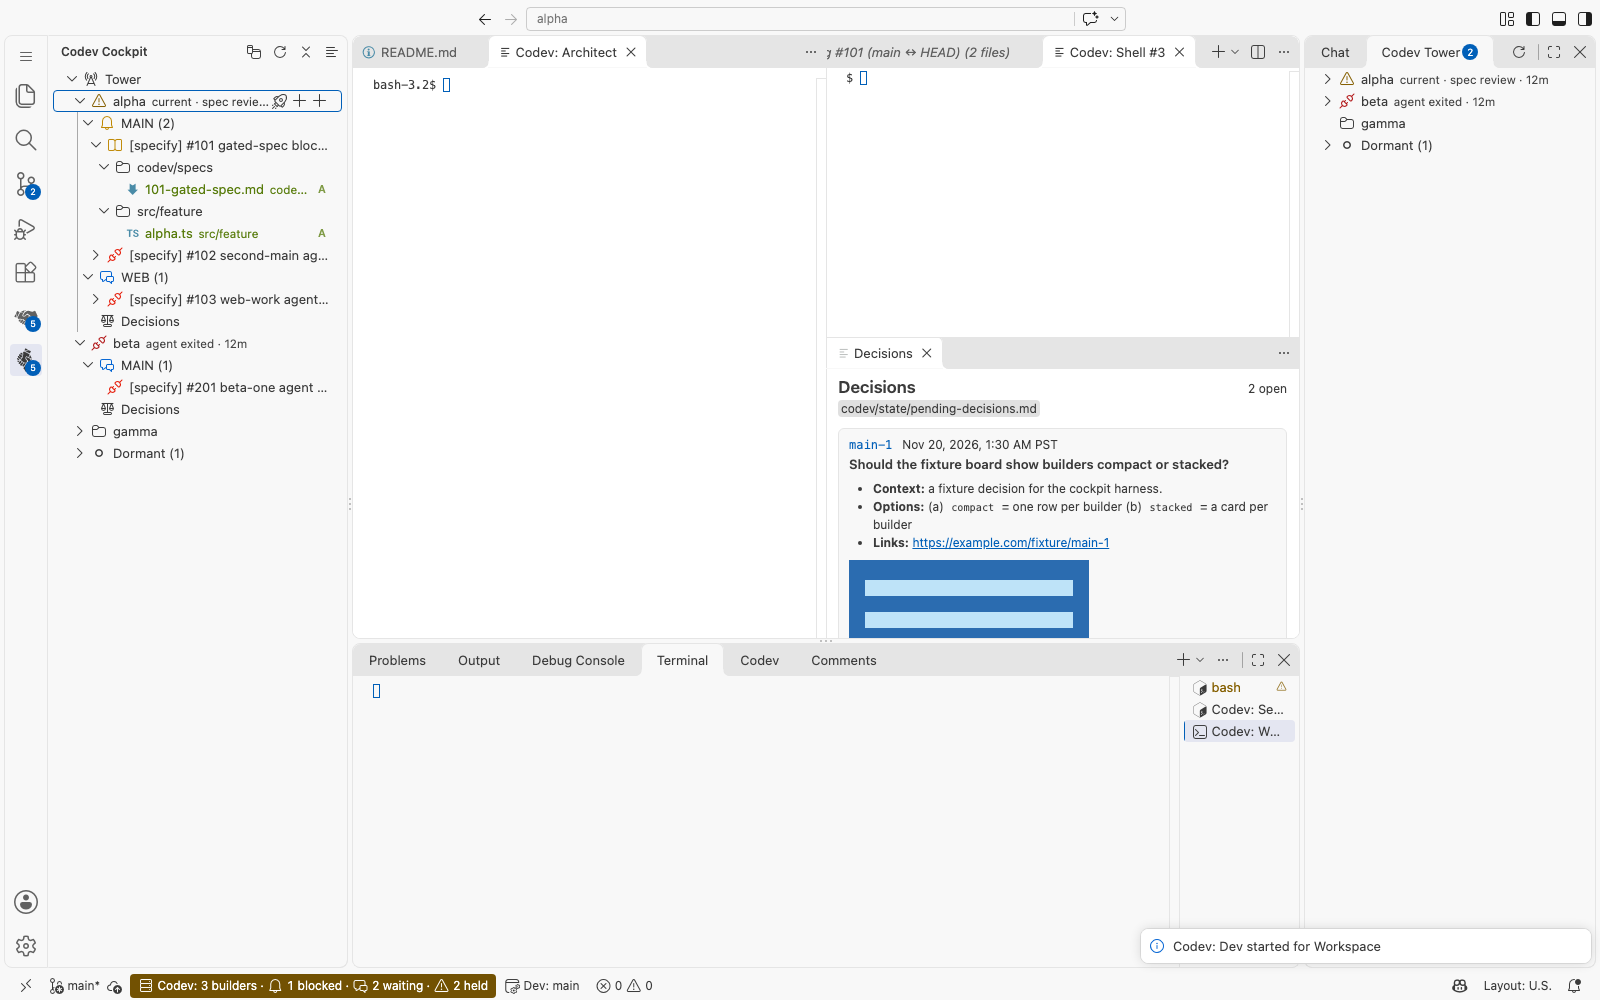 alpha
Codev Cockpit
Tower
alpha current · spec revie...
MAIN (2)
[specify] #101 gated-spec bloc...
codev/specs
101-gated-spec.md code... A
src/feature
TS alpha.ts src/feature A
[specify] #102 second-main ag...
WEB (1)
[specify] #103 web-work agent...
Decisions
beta agent exited · 12m
MAIN (1)
[specify] #201 beta-one agent ...
Decisions
gamma
Dormant (1)
2
5
5
README.md
Codev: Architect
bash-3.2$
g #101 (main ↔ HEAD) (2 files)
Codev: Shell #3
$
Decisions
Decisions
2 open
codev/state/pending-decisions.md
main-1 Nov 20, 2026, 1:30 AM PST
Should the fixture board show builders compact or stacked?
• Context: a fixture decision for the cockpit harness.
• Options: (a) compact = one row per builder (b) stacked = a card per
builder
• Links: https://example.com/fixture/main-1
Problems Output Debug Console Terminal Codev Comments
bash
Codev: Se...
Codev: W...
Chat
Codev Tower 2
alpha current · spec review · 12m
beta agent exited · 12m
gamma
Dormant (1)
Codev: Dev started for Workspace
main* Codev: 3 builders · 1 blocked · 2 waiting · 2 held Dev: main 0 0 Layout: U.S.